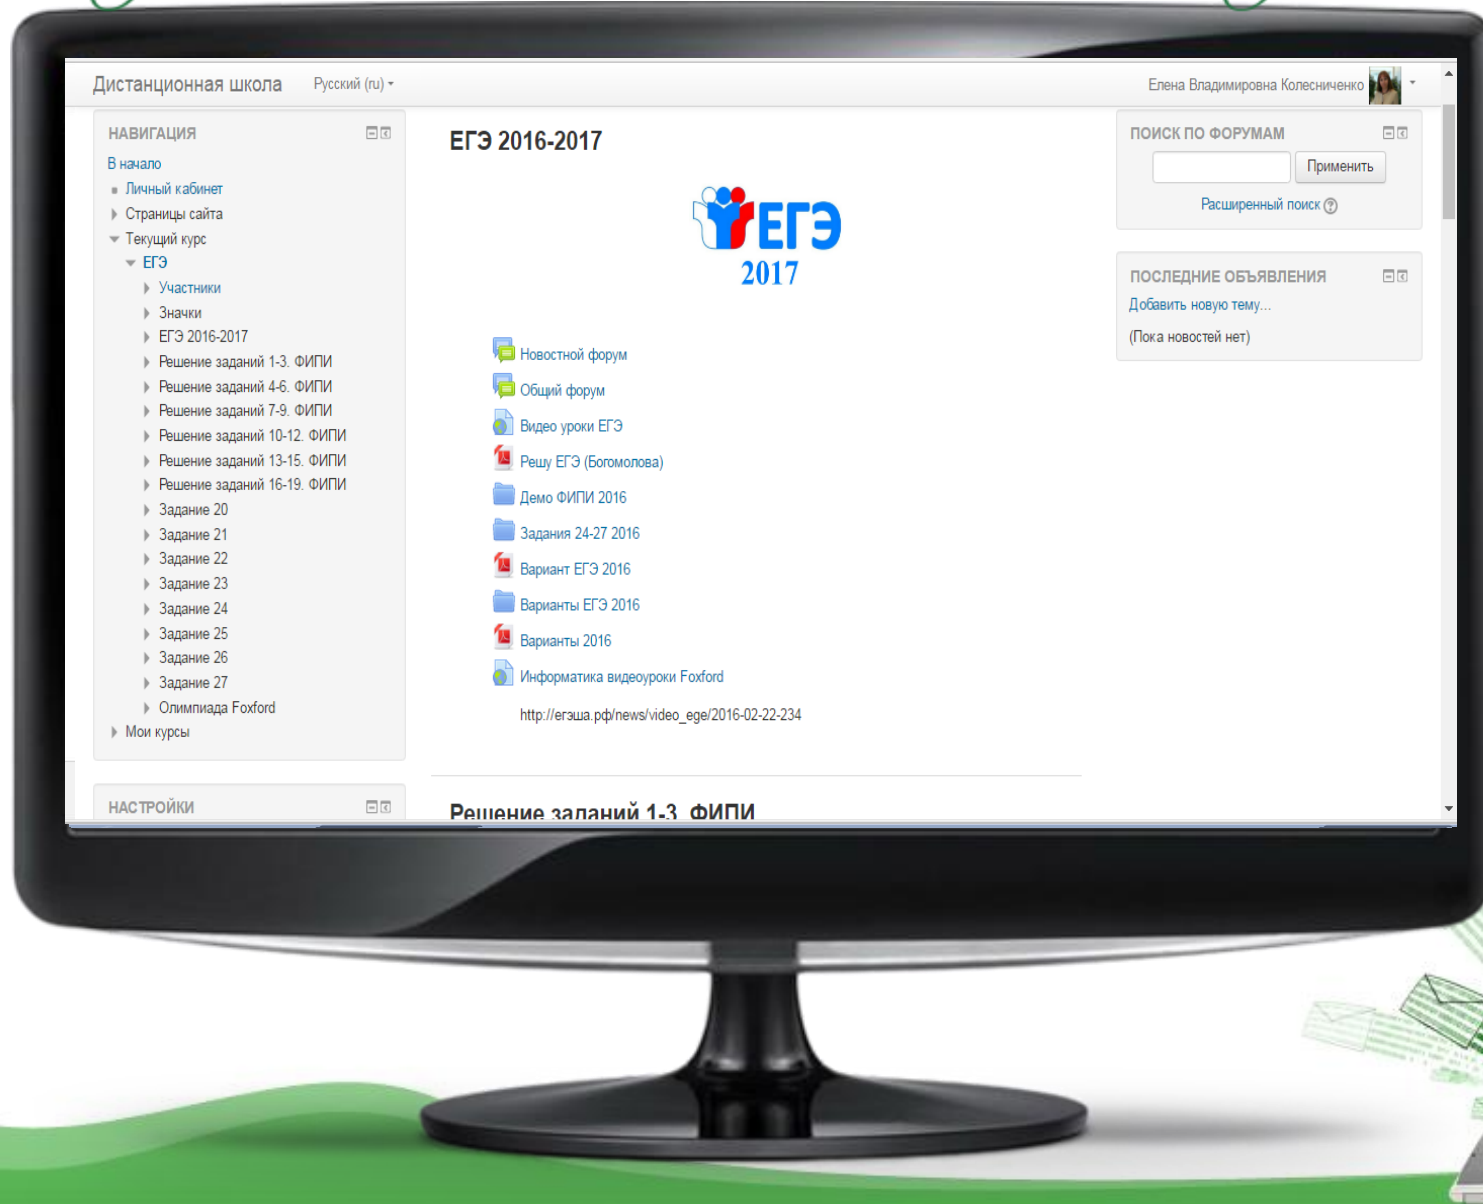 Дистанционная школа Русский (ru)
Елена Владимировна Колесниченко
НАВИГАЦИЯ
В начало
Личный кабинет
Страницы сайта
Текущий курс
ЕГЭ
Участники
Значки
ЕГЭ 2016-2017
Решение заданий 1-3. ФИПИ
Решение заданий 4-6. ФИПИ
Решение заданий 7-9. ФИПИ
Решение заданий 10-12. ФИПИ
Решение заданий 13-15. ФИПИ
Решение заданий 16-19. ФИПИ
Задание 20
Задание 21
Задание 22
Задание 23
Задание 24
Задание 25
Задание 26
Задание 27
Олимпиада Foxford
Мои курсы
НАСТРОЙКИ
ЕГЭ 2016-2017
ЕГЭ
2017
Новостной форум
Общий форум
Видео уроки ЕГЭ
Решу ЕГЭ (Богомолова)
Демо ФИПИ 2016
Задания 24-27 2016
Вариант ЕГЭ 2016
Варианты ЕГЭ 2016
Варианты 2016
Информатика видеоуроки Foxford
http://егэша.рф/news/video_ege/2016-02-22-234
Решение заданий 1-3. ФИПИ
ПОИСК ПО ФОРУМАМ
Применить
Расширенный поиск
ПОСЛЕДНИЕ ОБЪЯВЛЕНИЯ
Добавить новую тему...
(Пока новостей нет)